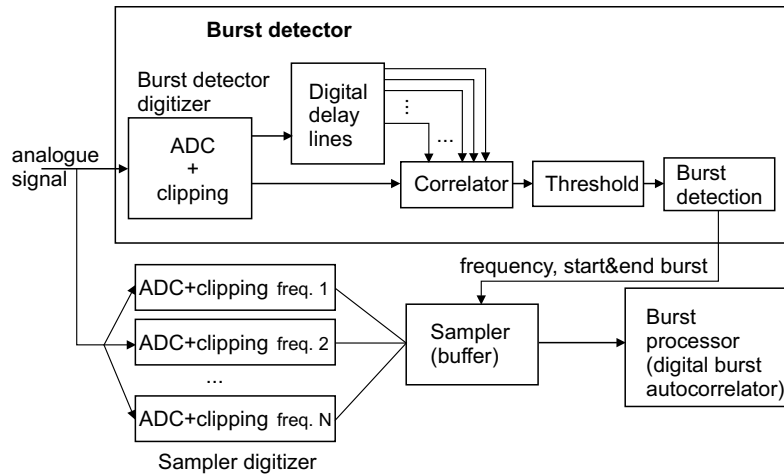 Burst detector
Burst detector
digitizer
Digital
delay
lines
...
...
ADC
+
clipping
analogue
signal
Correlator
Threshold
Burst
detection
frequency, start&end burst
ADC+clipping freq. 1
ADC+clipping freq. 2
...
ADC+clipping freq. N
Sampler digitizer
Sampler
(buffer)
Burst
processor
(digital burst
autocorrelator)